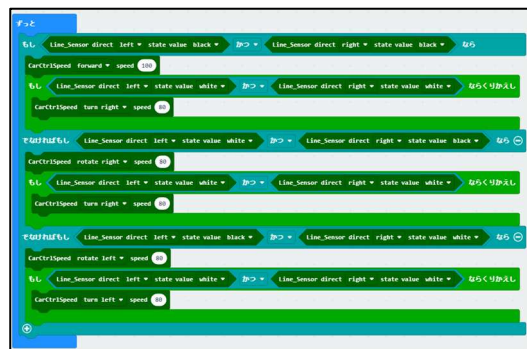 ずっと
もし Line_Sensor direct left state value black かつ Line_Sensor direct right state value black なら
CarCtrlSpeed forward speed 100
もし Line_Sensor direct left state value white かつ Line_Sensor direct right state value white ならくりかえし
CarCtrlSpeed turn right speed 80
でなければもし Line_Sensor direct left state value white かつ Line_Sensor direct right state value black なら
CarCtrlSpeed rotate right speed 80
もし Line_Sensor direct left state value white かつ Line_Sensor direct right state value white ならくりかえし
CarCtrlSpeed turn right speed 80
でなければもし Line_Sensor direct left state value black かつ Line_Sensor direct right state value white なら
CarCtrlSpeed rotate left speed 80
もし Line_Sensor direct left state value white かつ Line_Sensor direct right state value white ならくりかえし
CarCtrlSpeed turn left speed 80